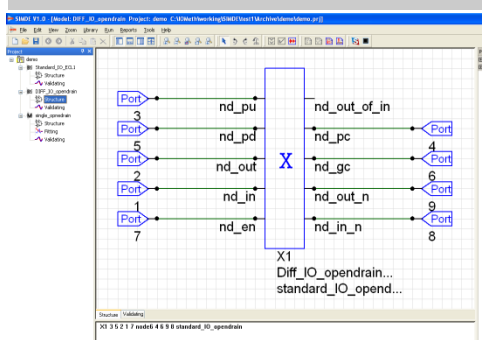 SINDE V1.0 - [Model: DIFF_IO_opendrain Project: demo C:\IOMeth\working\SINDE\test1\Archive\demo\demo.prj]
File Edit View Zoom Library Run Reports Tools Help
Project
demo
Standard_IO_ECL1
Structure
Validating
DIFF_IO_opendrain
Structure
Validating
single_opendrain
Structure
Fitting
Validating
Port nd_pu nd_out_of_in
3
Port nd_pd nd_pc Port
5 4
Port nd_out X nd_gc Port
2 6
Port nd_in nd_out_n Port
1 9
Port nd_en nd_in_n Port
7 8
X1
Diff_IO_opendrain...
standard_IO_opend...
Structure Validating
X1 3 5 2 1 7 node6 4 6 9 8 standard_IO_opendrain